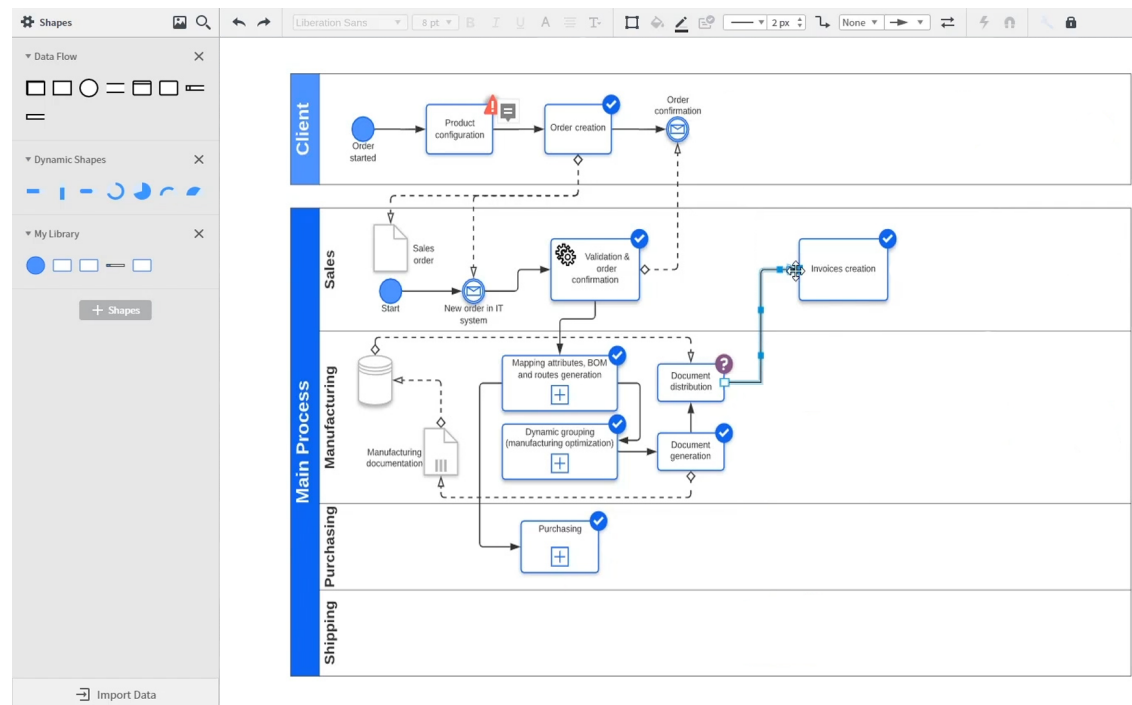 Shapes
Liberation Sans
8 pt
B
I
U
A
T
2 px
None
Data Flow
Dynamic Shapes
My Library
+ Shapes
Import Data
Client
Order
started
Product
configuration
Order creation
Order
confirmation
Main Process
Sales
Sales
order
Start
New order in IT
system
Validation &
order
confirmation
Invoices creation
Manufacturing
Mapping attributes, BOM
and routes generation
Document
distribution
?
Dynamic grouping
(manufacturing optimization)
Document
generation
Manufacturing
documentation
Purchasing
Purchasing
Shipping